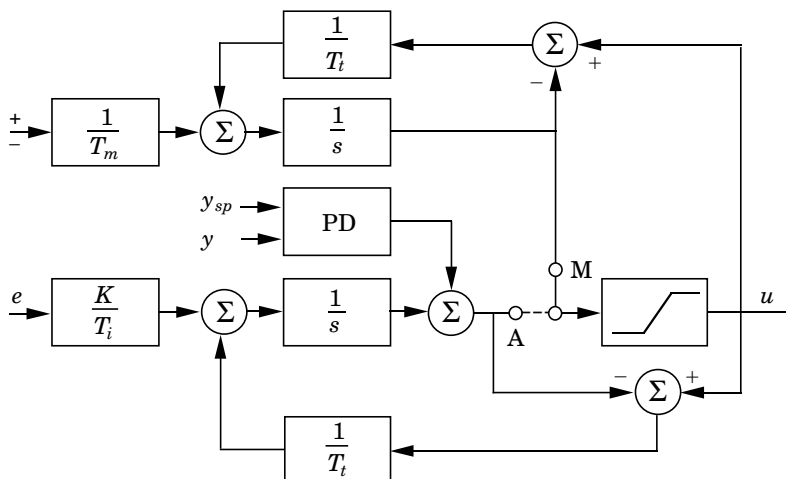 1
T_t
Σ
+
−
+
−
1
T_m
Σ
1
s
y_sp
y
PD
M
e
K
T_i
Σ
1
s
Σ
A
u
−
Σ
+
1
T_t